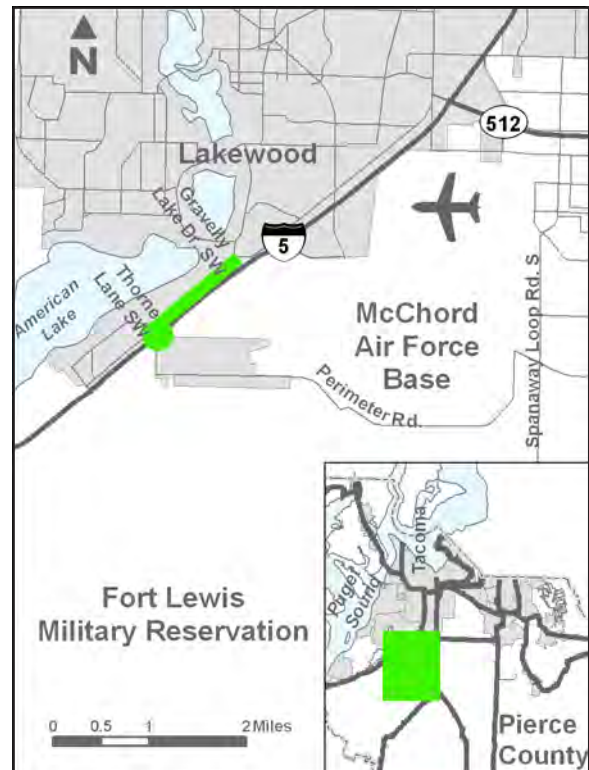 N
512
Lakewood
Gravelly
Lake Dr. SW
5
Thorne
Lane SW
American
Lake
McChord
Air Force
Base
Spanaway Loop Rd. S
Perimeter Rd.
Fort Lewis
Military Reservation
0 0.5 1 2 Miles
Tacoma
Puget
Sound
Pierce
County